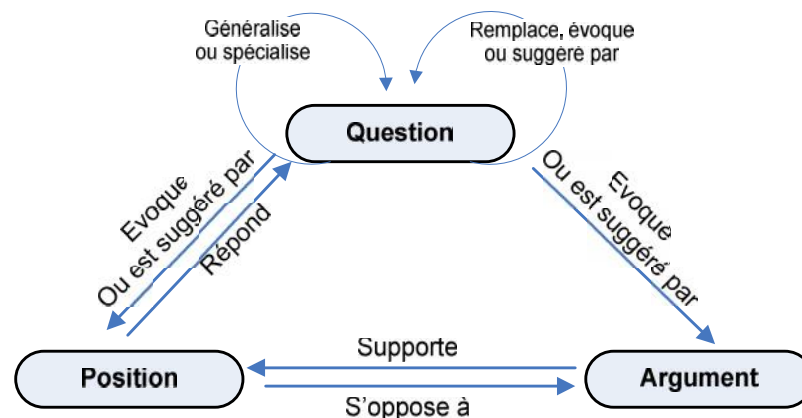 Généralise
ou spécialise
Remplace, évoque
ou suggéré par
Question
Evoque
Ou est suggéré par
Répond
Evoque
Ou est suggéré par
Supporte
Position
Argument
S'oppose à